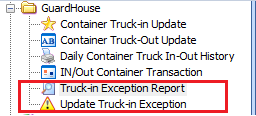 GuardHouse
Container Truck-in Update
Container Truck-Out Update
Daily Container Truck In-Out History
IN/Out Container Transaction
Truck-in Exception Report
Update Truck-in Exception